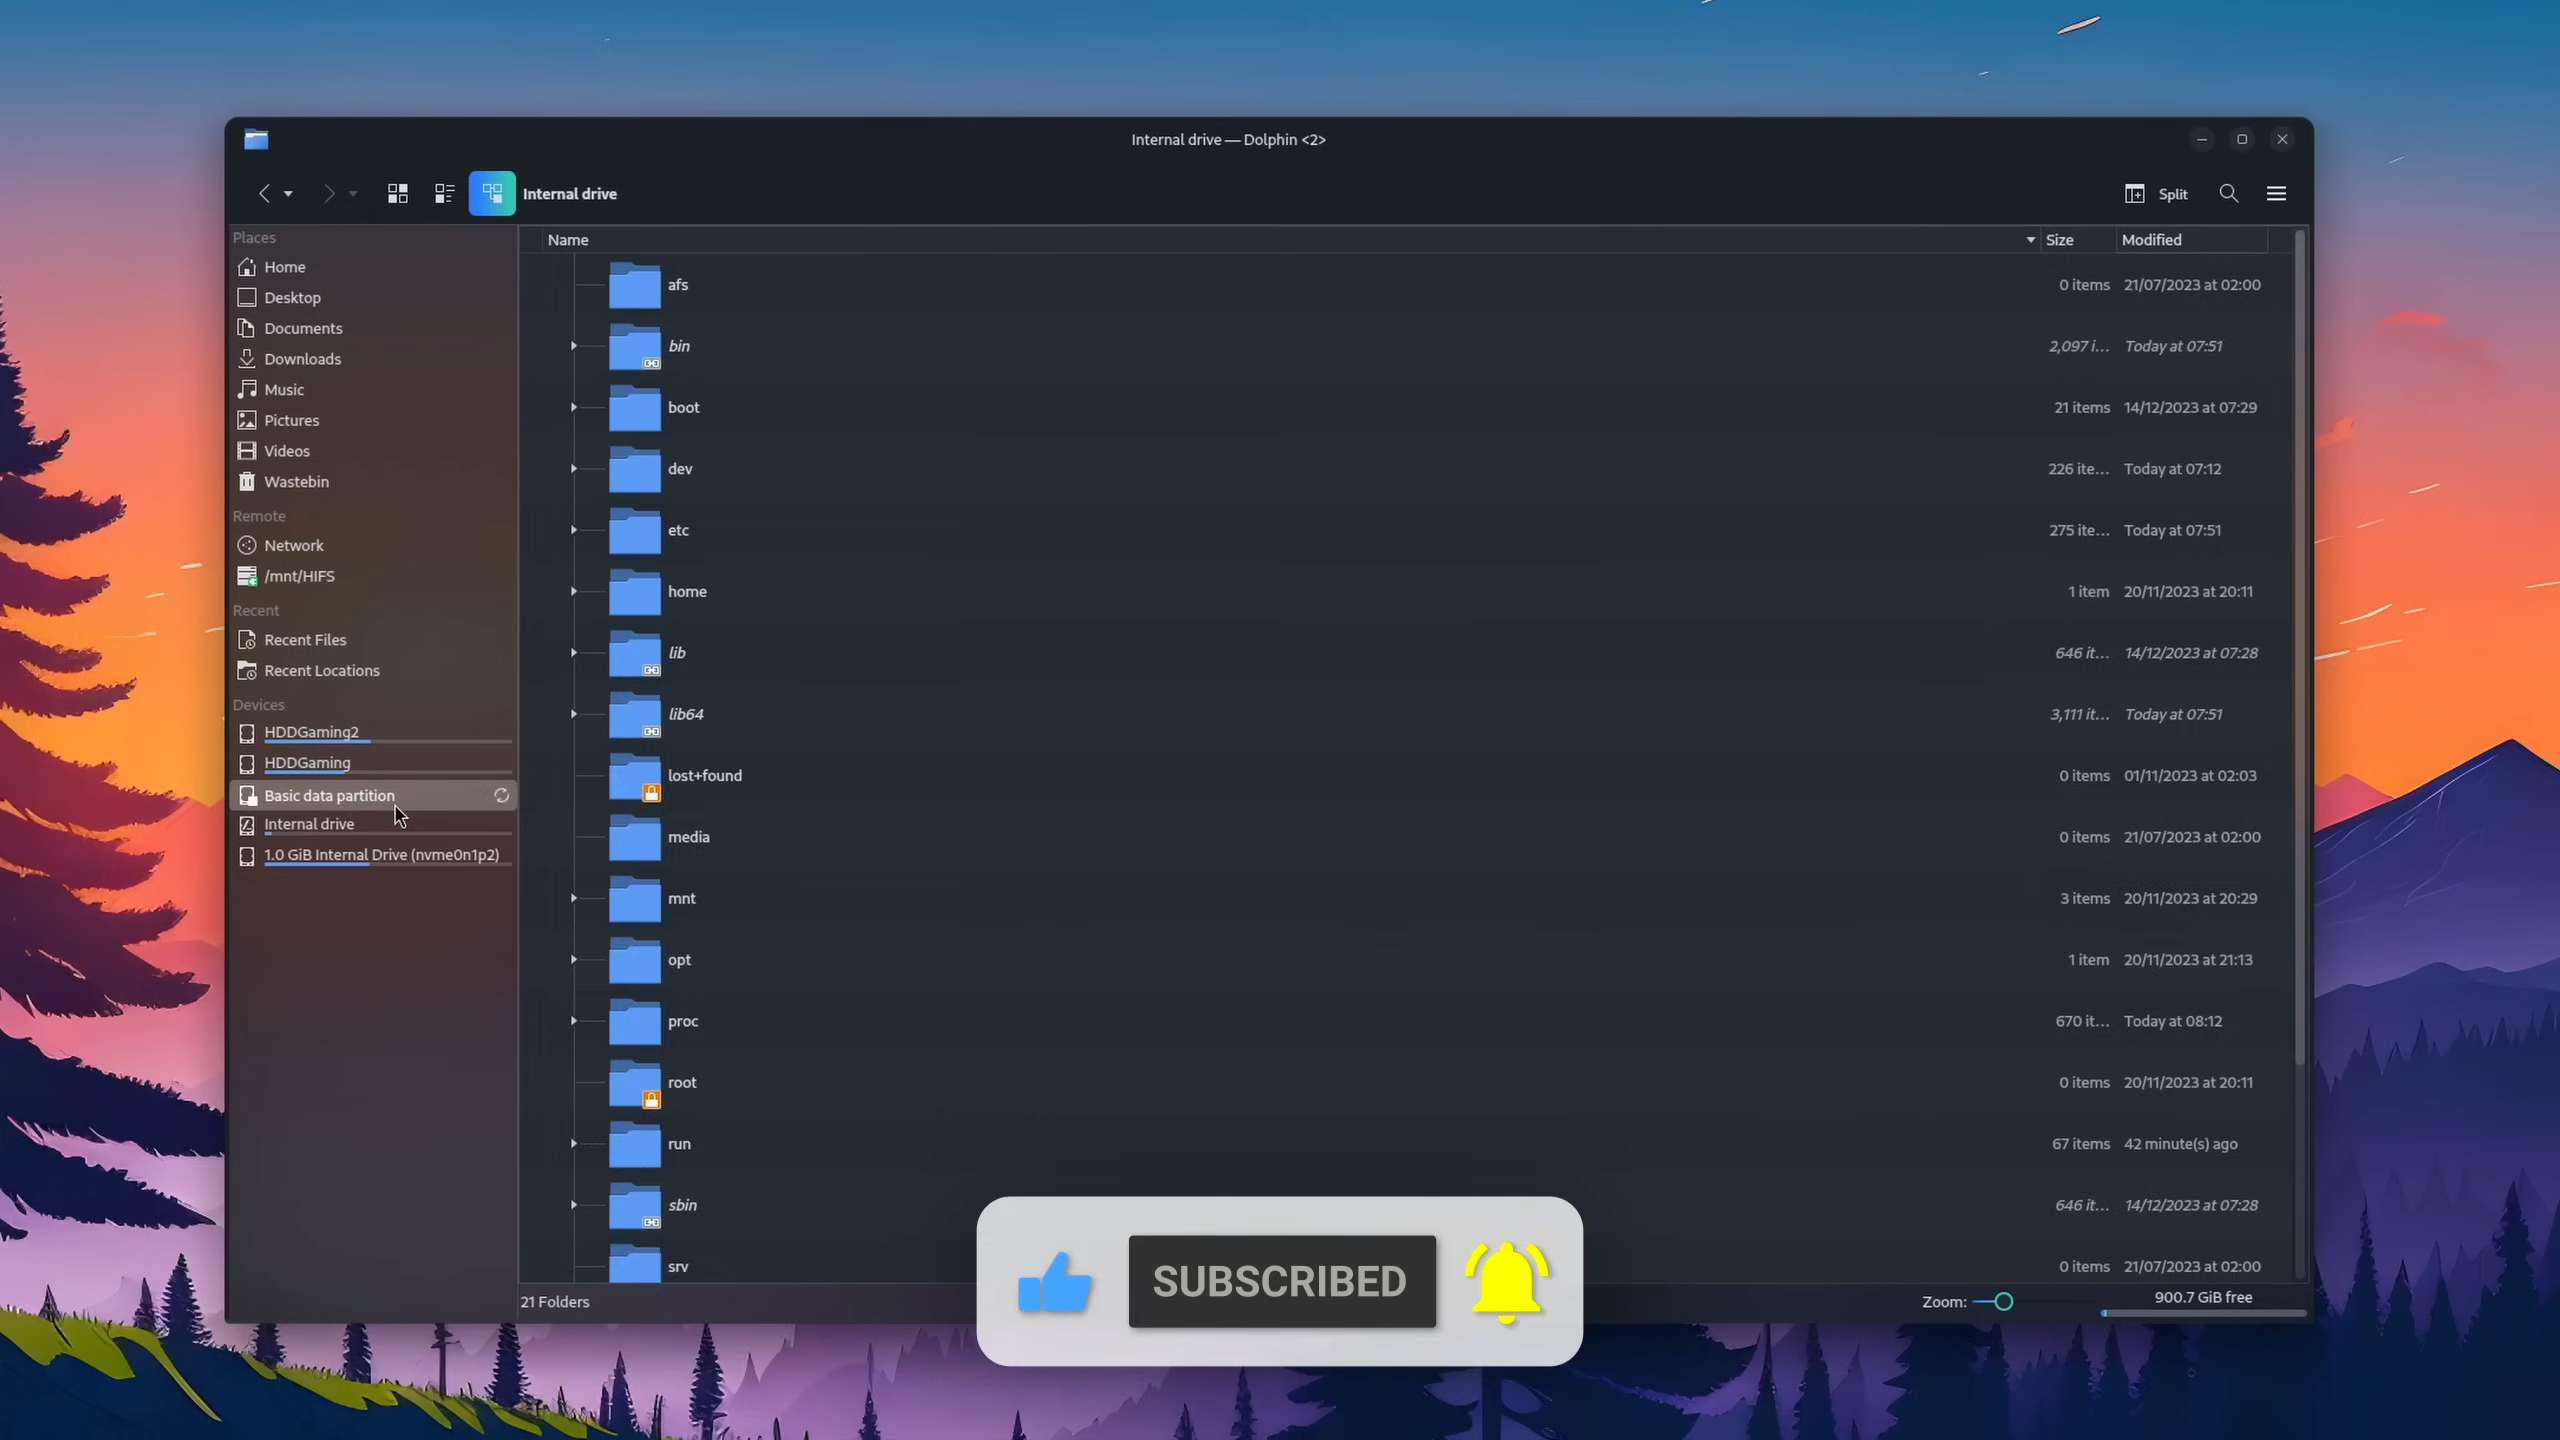 Internal drive — Dolphin <2>
Internal drive
Split
Places
Home
Desktop
Documents
Downloads
Music
Pictures
Videos
Wastebin
Remote
Network
/mnt/HIFS
Recent
Recent Files
Recent Locations
Devices
HDDGaming2
HDDGaming
Basic data partition
Internal drive
1.0 GiB Internal Drive (nvme0n1p2)
Name Size Modified
afs 0 items 21/07/2023 at 02:00
bin 2,097 i... Today at 07:51
boot 21 items 14/12/2023 at 07:29
dev 226 ite... Today at 07:12
etc 275 ite... Today at 07:51
home 1 item 20/11/2023 at 20:11
lib 646 it... 14/12/2023 at 07:28
lib64 3,111 it... Today at 07:51
lost+found 0 items 01/11/2023 at 02:03
media 0 items 21/07/2023 at 02:00
mnt 3 items 20/11/2023 at 20:29
opt 1 item 20/11/2023 at 21:13
proc 670 it... Today at 08:12
root 0 items 20/11/2023 at 20:11
run 67 items 42 minute(s) ago
sbin 646 it... 14/12/2023 at 07:28
srv 0 items 21/07/2023 at 02:00
SUBSCRIBED
21 Folders
Zoom:
900.7 GiB free